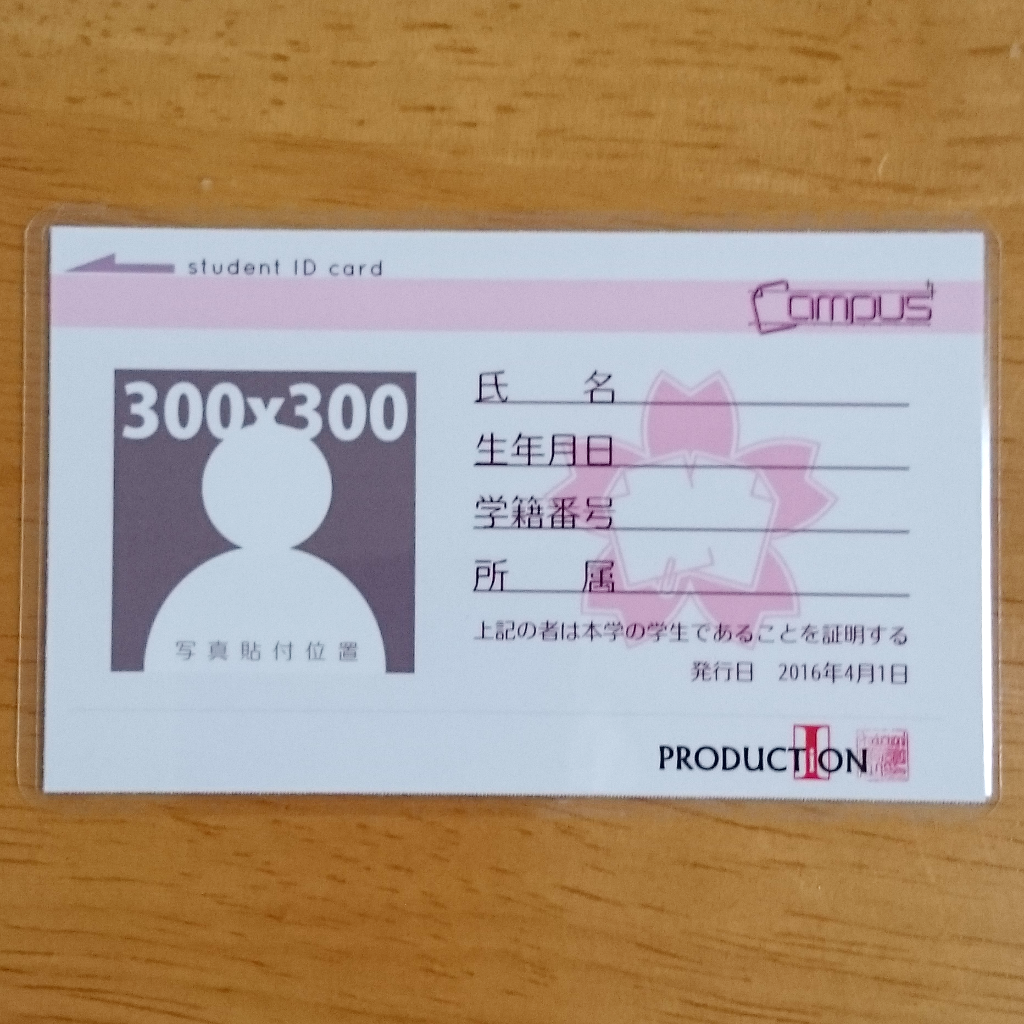 student ID card
Campus
300x300
写真貼付位置
氏　　名
生年月日
学籍番号
所　　属
上記の者は本学の学生であることを証明する
発行日　2016年4月1日
PRODUCTION